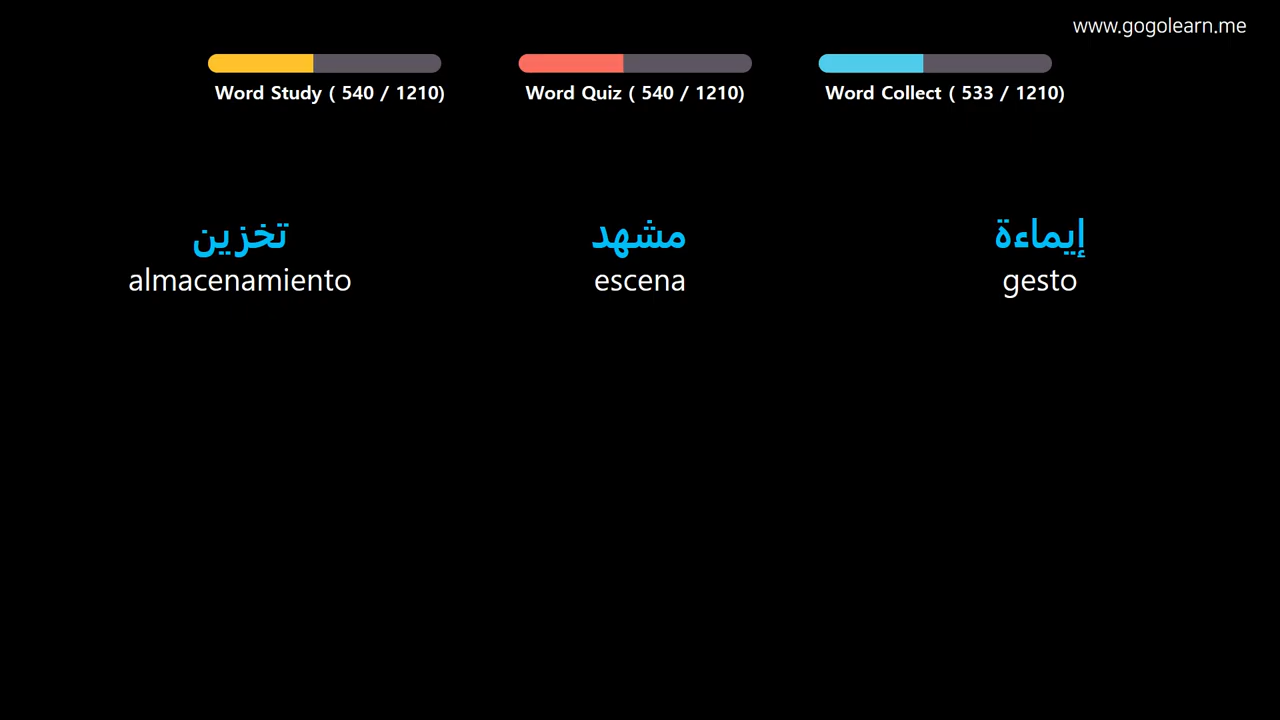 www.gogolearn.me
Word Study ( 540 / 1210)
Word Quiz ( 540 / 1210)
Word Collect ( 533 / 1210)
تخزين
almacenamiento
مشهد
escena
إيماءة
gesto